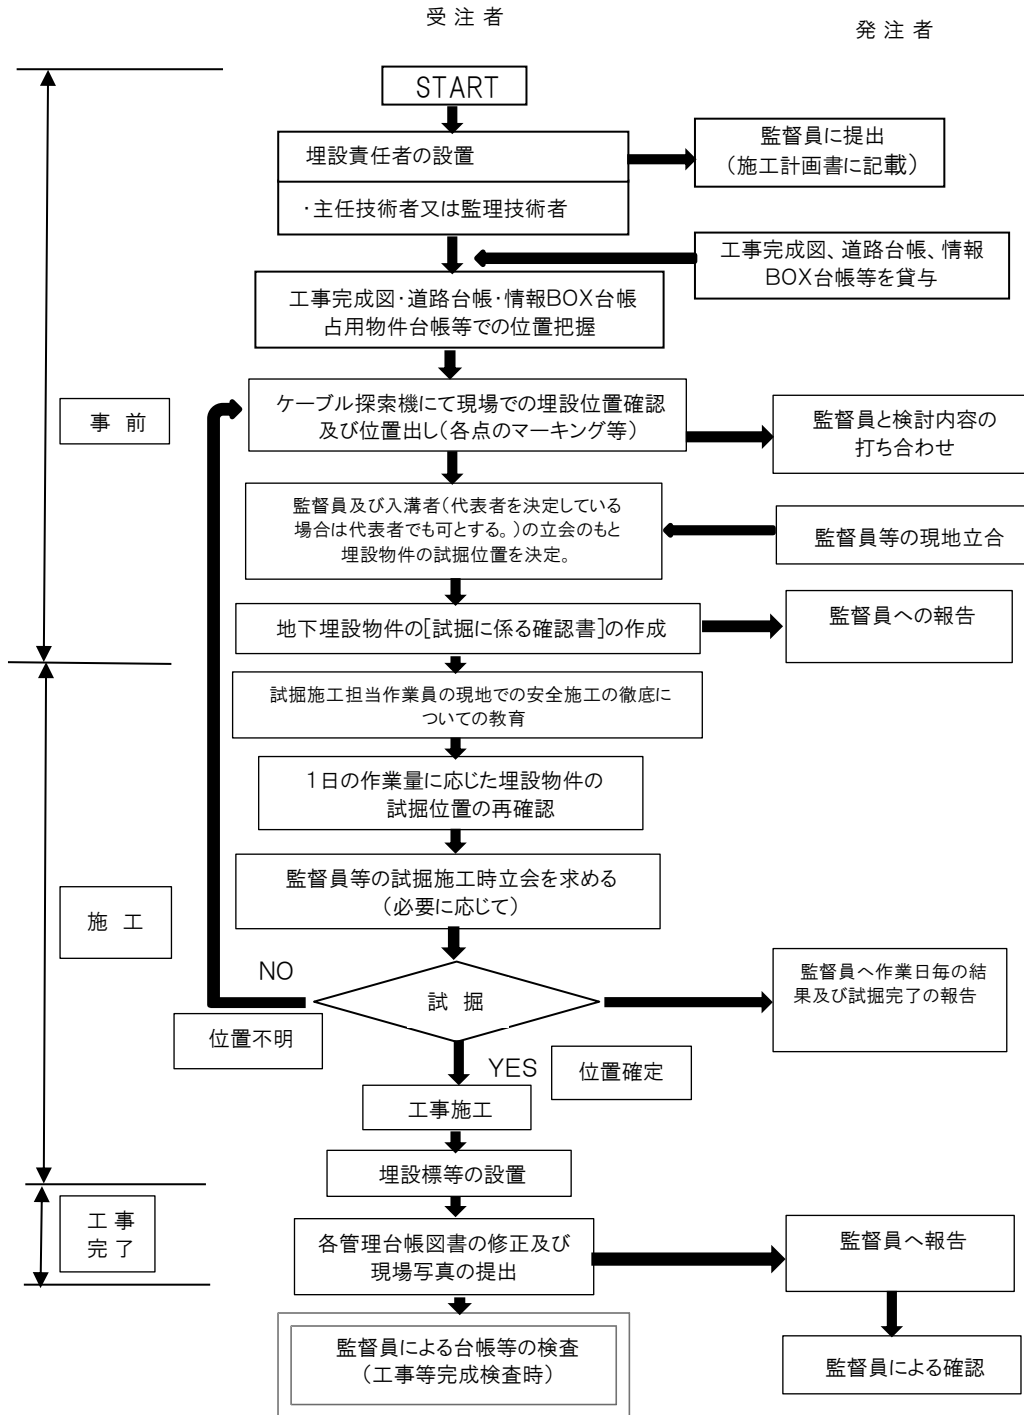 受 注 者
発 注 者
START
埋設責任者の設置
・主任技術者又は監理技術者
監督員に提出
（施工計画書に記載）
工事完成図、道路台帳、情報
BOX台帳等を貸与
工事完成図・道路台帳・情報BOX台帳
占用物件台帳等での位置把握
事 前
ケーブル探索機にて現場での埋設位置確認
及び位置出し（各点のマーキング等）
監督員と検討内容の
打ち合わせ
監督員及び入溝者（代表者を決定している
場合は代表者でも可とする。）の立会のもと
埋設物件の試掘位置を決定。
監督員等の現地立合
地下埋設物件の[試掘に係る確認書]の作成
監督員への報告
試掘施工担当作業員の現地での安全施工の徹底に
ついての教育
1日の作業量に応じた埋設物件の
試掘位置の再確認
監督員等の試掘施工時立会を求める
（必要に応じて）
施 工
NO
試 掘
監督員へ作業日毎の結
果及び試掘完了の報告
位置不明
YES
位置確定
工事施工
埋設標等の設置
工 事
完 了
各管理台帳図書の修正及び
現場写真の提出
監督員へ報告
監督員による台帳等の検査
（工事等完成検査時）
監督員による確認